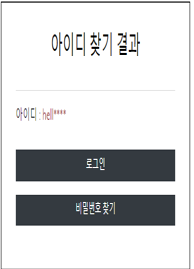 아이디 찾기 결과
아이디 : hell****
로그인
비밀번호 찾기